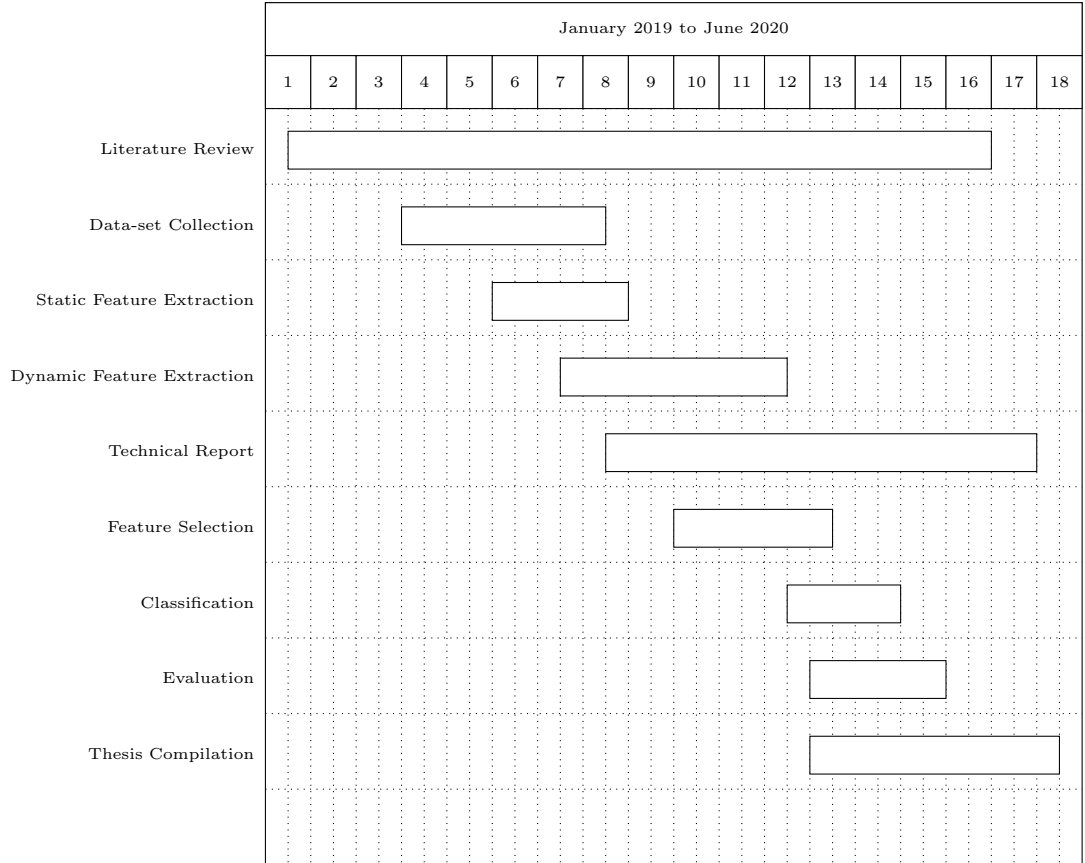 January 2019 to June 2020
1 2 3 4 5 6 7 8 9 10 11 12 13 14 15 16 17 18
Literature Review
Data-set Collection
Static Feature Extraction
Dynamic Feature Extraction
Technical Report
Feature Selection
Classification
Evaluation
Thesis Compilation